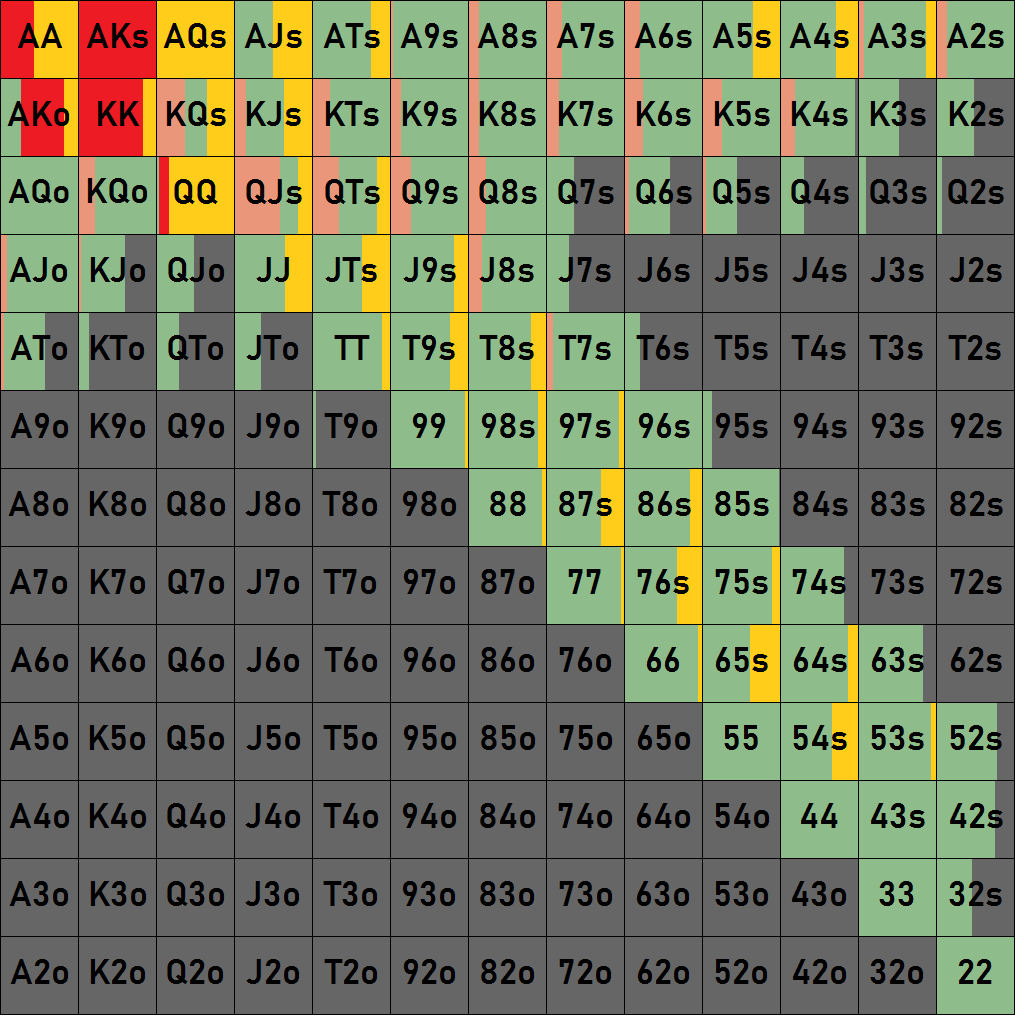 AA AKs AQs AJs ATs A9s A8s A7s A6s A5s A4s A3s A2s
AKo KK KQs KJs KTs K9s K8s K7s K6s K5s K4s K3s K2s
AQo KQo QQ QJs QTs Q9s Q8s Q7s Q6s Q5s Q4s Q3s Q2s
AJo KJo QJo JJ JTs J9s J8s J7s J6s J5s J4s J3s J2s
ATo KTo QTo JTo TT T9s T8s T7s T6s T5s T4s T3s T2s
A9o K9o Q9o J9o T9o 99 98s 97s 96s 95s 94s 93s 92s
A8o K8o Q8o J8o T8o 98o 88 87s 86s 85s 84s 83s 82s
A7o K7o Q7o J7o T7o 97o 87o 77 76s 75s 74s 73s 72s
A6o K6o Q6o J6o T6o 96o 86o 76o 66 65s 64s 63s 62s
A5o K5o Q5o J5o T5o 95o 85o 75o 65o 55 54s 53s 52s
A4o K4o Q4o J4o T4o 94o 84o 74o 64o 54o 44 43s 42s
A3o K3o Q3o J3o T3o 93o 83o 73o 63o 53o 43o 33 32s
A2o K2o Q2o J2o T2o 92o 82o 72o 62o 52o 42o 32o 22